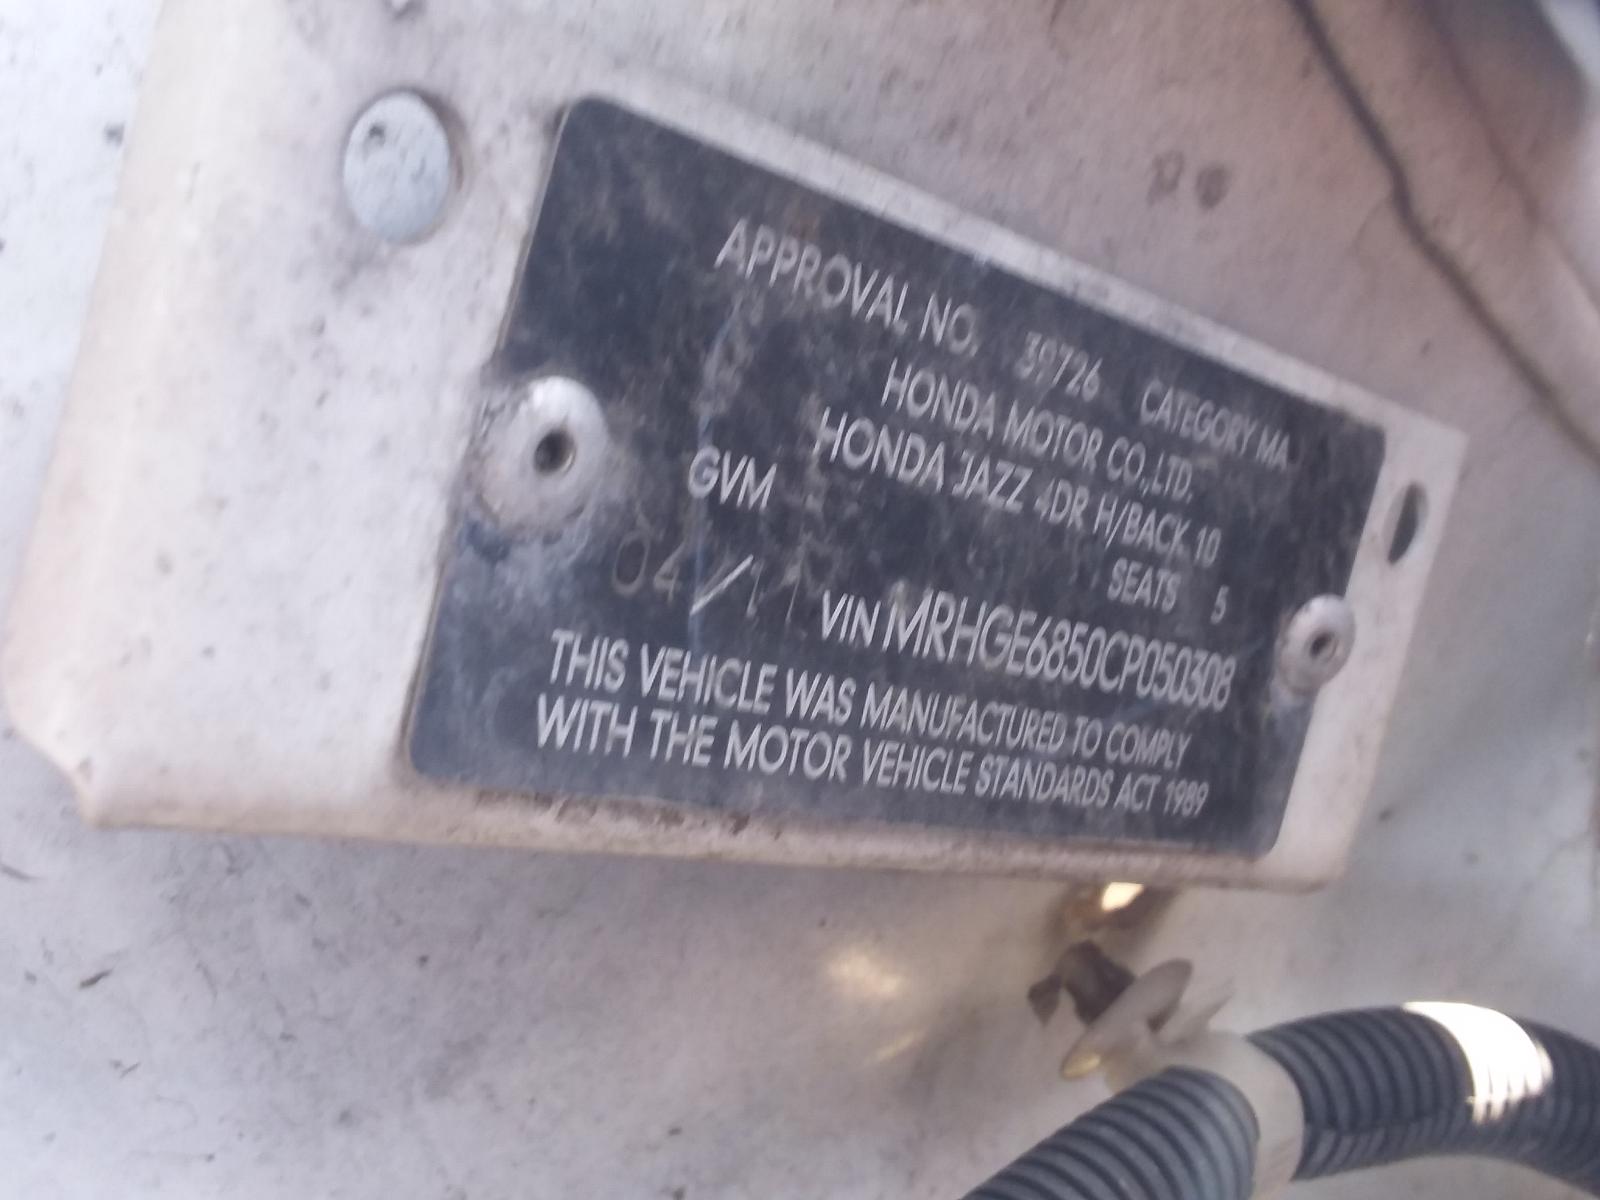 APPROVAL NO. 39726 CATEGORY MA
HONDA MOTOR CO.,LTD.
HONDA JAZZ 4DR H/BACK 10
GVM SEATS 5
04/11 VIN MRHGE6850CP050308
THIS VEHICLE WAS MANUFACTURED TO COMPLY
WITH THE MOTOR VEHICLE STANDARDS ACT 1989